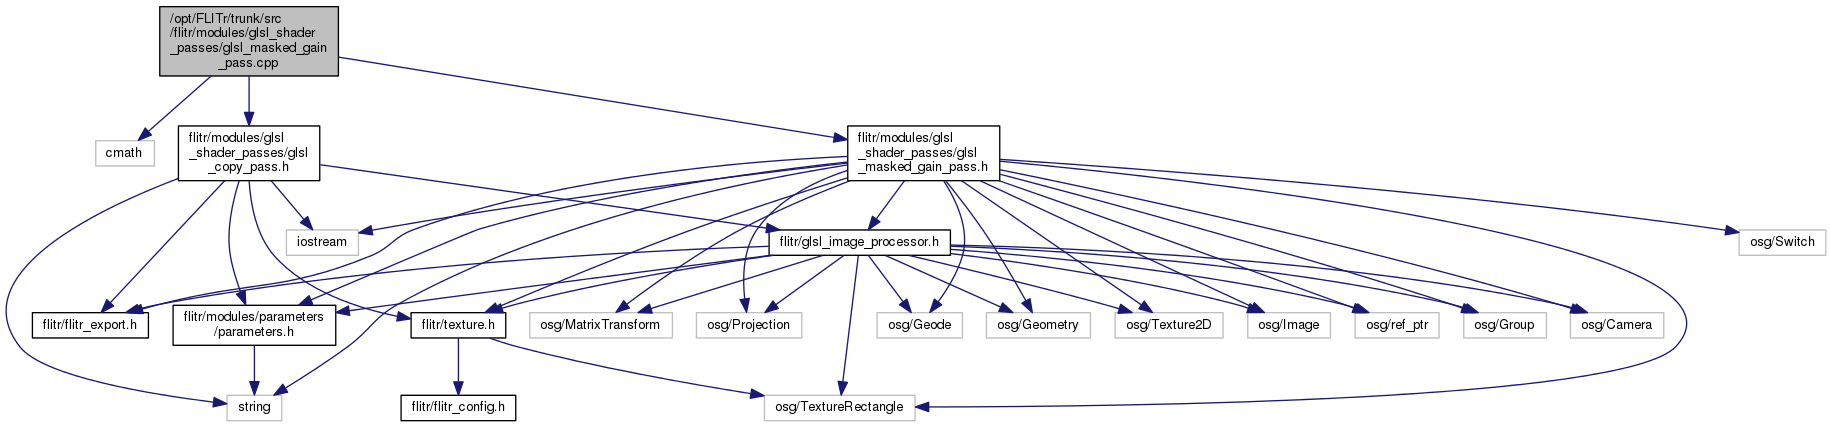 /opt/FLITr/trunk/src
/flitr/modules/glsl_shader
_passes/glsl_masked_gain
_pass.cpp
cmath
flitr/modules/glsl
_shader_passes/glsl
_copy_pass.h
flitr/modules/glsl
_shader_passes/glsl
_masked_gain_pass.h
iostream
flitr/glsl_image_processor.h
osg/Switch
flitr/flitr_export.h
flitr/modules/parameters
/parameters.h
flitr/texture.h
osg/MatrixTransform
osg/Projection
osg/Geode
osg/Geometry
osg/Texture2D
osg/Image
osg/ref_ptr
osg/Group
osg/Camera
string
flitr/flitr_config.h
osg/TextureRectangle